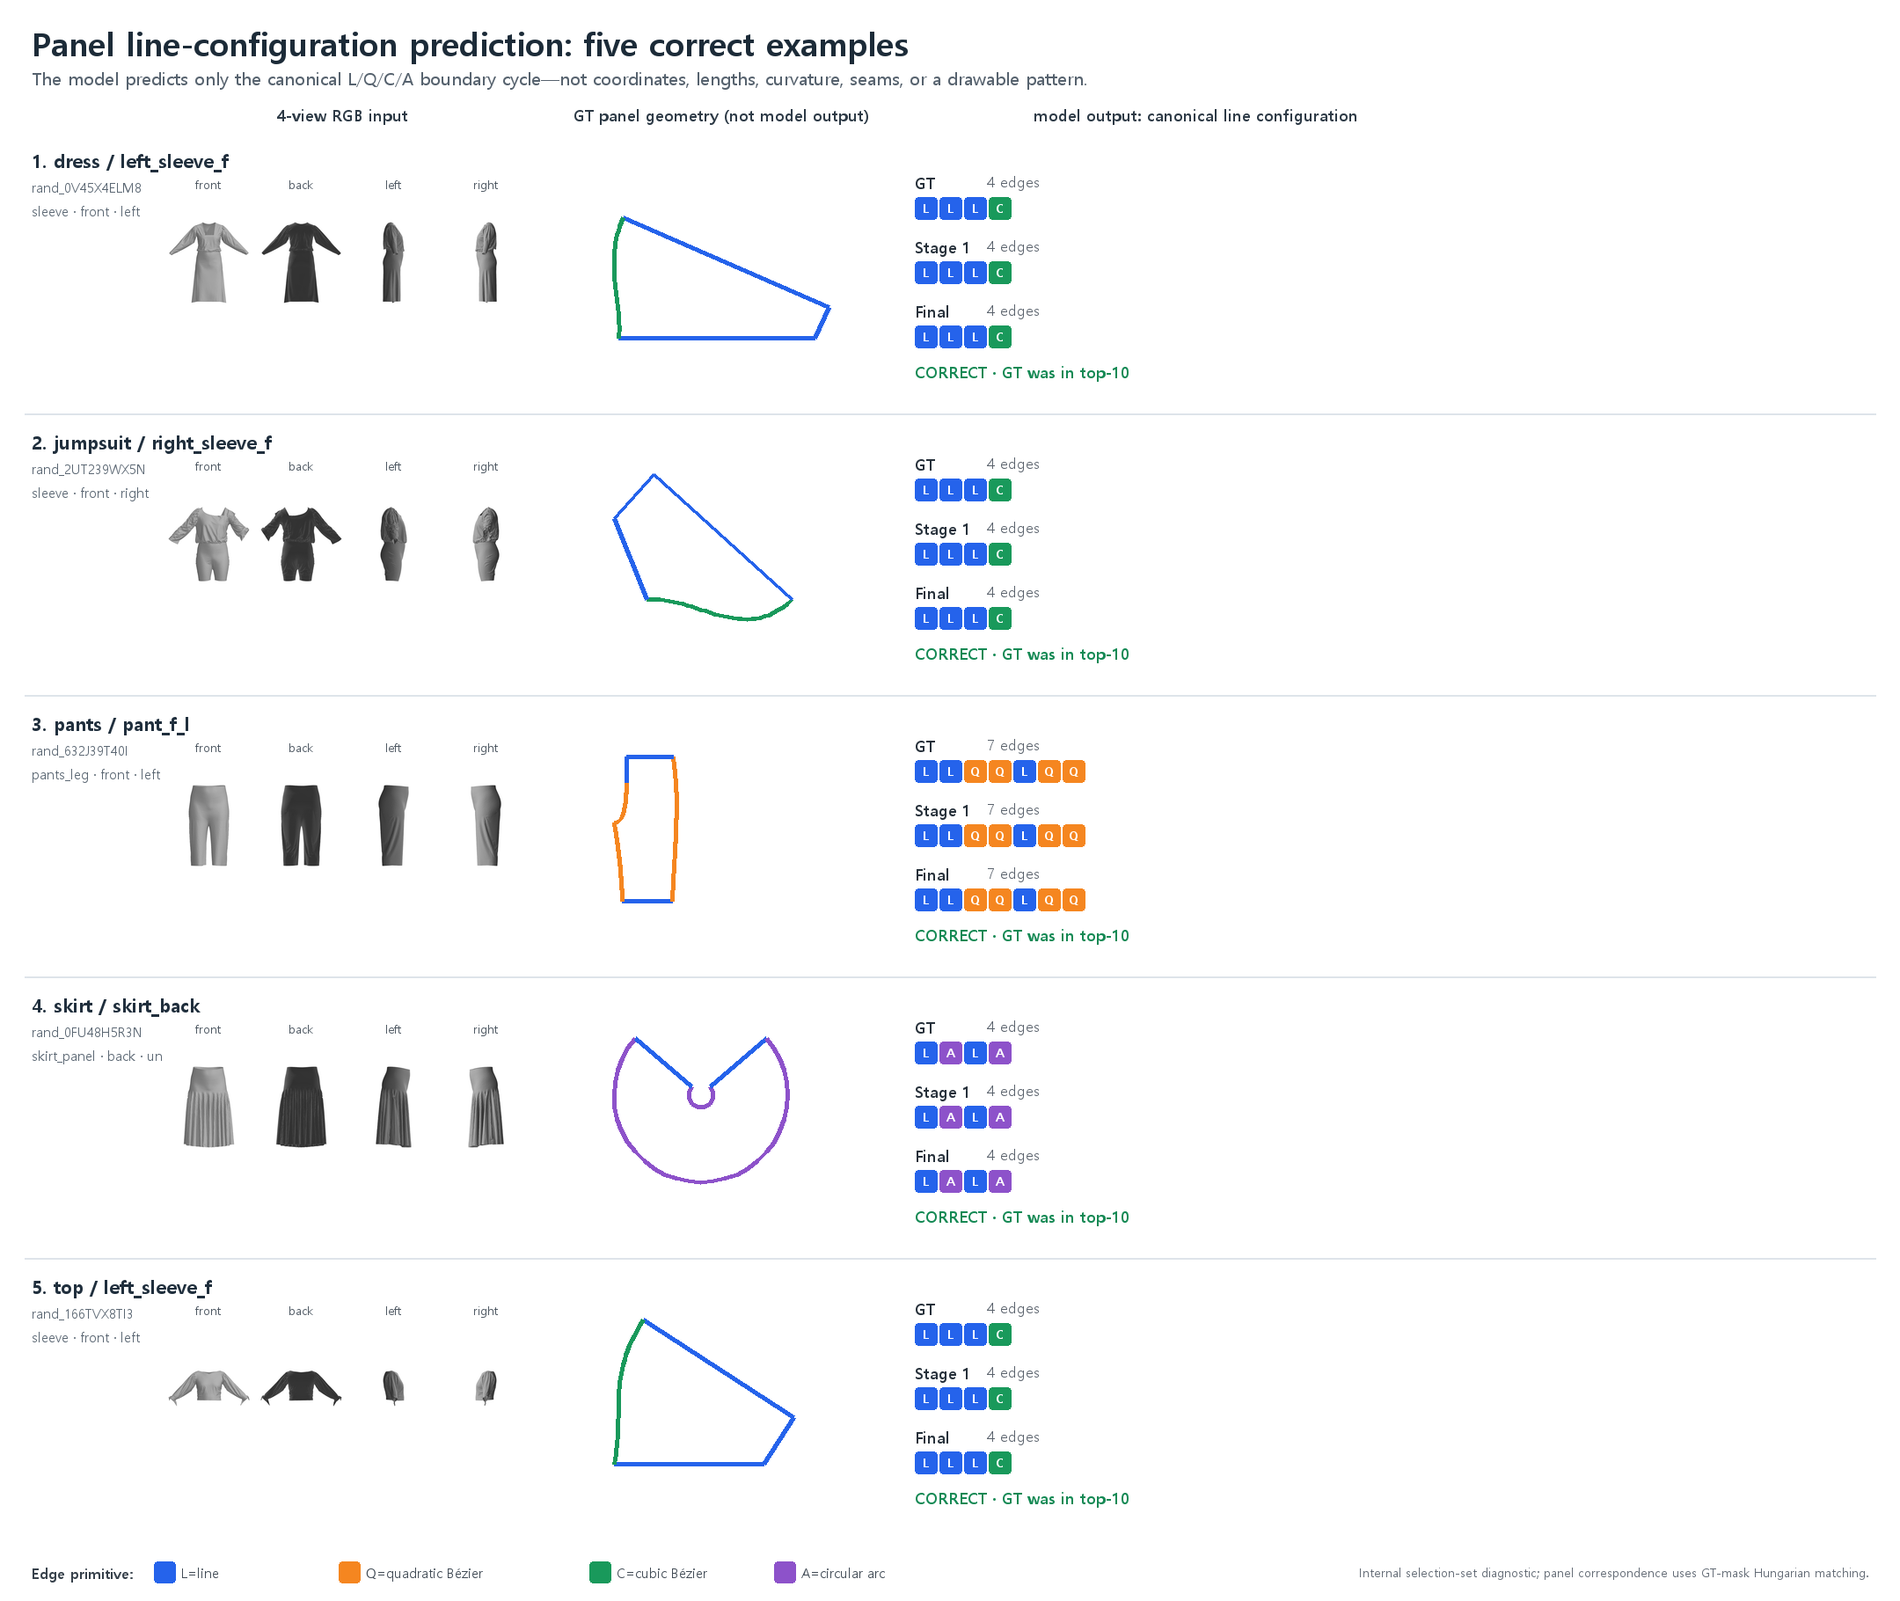 Panel line-configuration prediction: five correct examples
The model predicts only the canonical L/Q/C/A boundary cycle—not coordinates, lengths, curvature, seams, or a drawable pattern.
4-view RGB input GT panel geometry (not model output) model output: canonical line configuration
1. dress / left_sleeve_f
rand_0V45X4ELM8 front back left right
sleeve · front · left
GT 4 edges
L L L C
Stage 1 4 edges
L L L C
Final 4 edges
L L L C
CORRECT · GT was in top-10
2. jumpsuit / right_sleeve_f
rand_2UT239WX5N front back left right
sleeve · front · right
GT 4 edges
L L L C
Stage 1 4 edges
L L L C
Final 4 edges
L L L C
CORRECT · GT was in top-10
3. pants / pant_f_l
rand_632J39T40I front back left right
pants_leg · front · left
GT 7 edges
L L Q Q L Q Q
Stage 1 7 edges
L L Q Q L Q Q
Final 7 edges
L L Q Q L Q Q
CORRECT · GT was in top-10
4. skirt / skirt_back
rand_0FU48H5R3N front back left right
skirt_panel · back · un
GT 4 edges
L A L A
Stage 1 4 edges
L A L A
Final 4 edges
L A L A
CORRECT · GT was in top-10
5. top / left_sleeve_f
rand_166TVX8TI3 front back left right
sleeve · front · left
GT 4 edges
L L L C
Stage 1 4 edges
L L L C
Final 4 edges
L L L C
CORRECT · GT was in top-10
Edge primitive: L=line Q=quadratic Bézier C=cubic Bézier A=circular arc Internal selection-set diagnostic; panel correspondence uses GT-mask Hungarian matching.